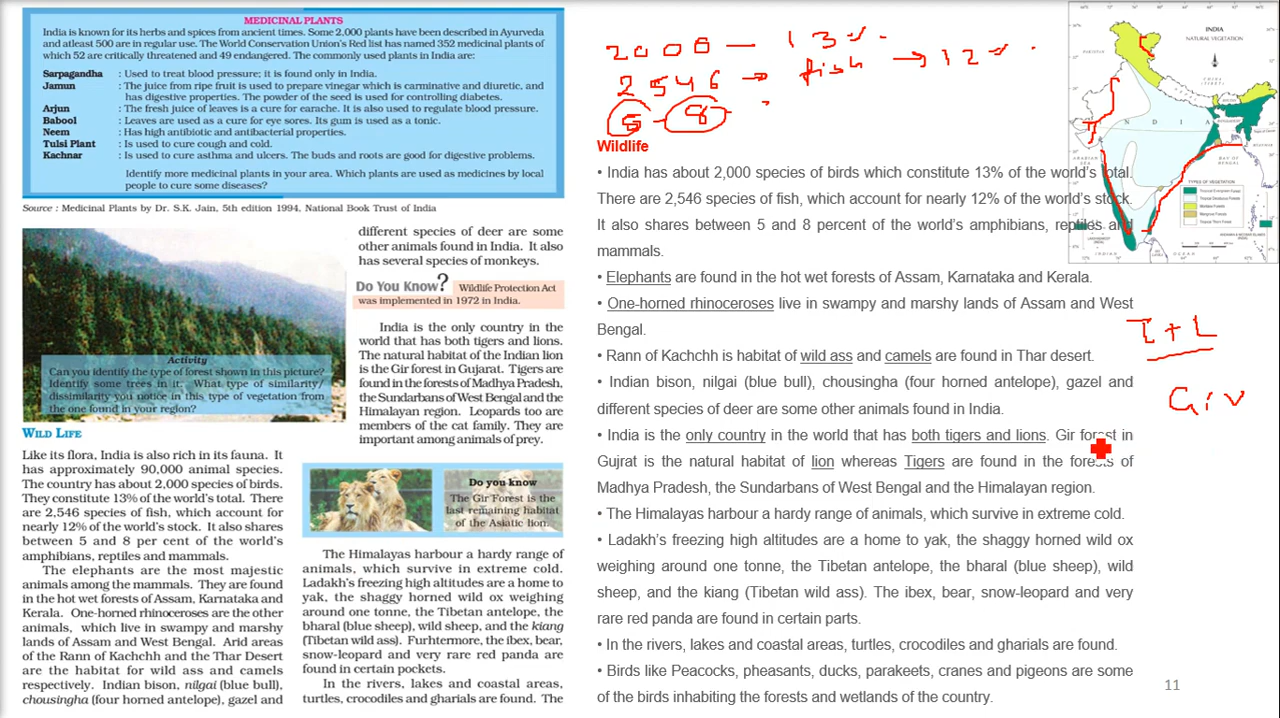 MEDICINAL PLANTS
India is known for its herbs and spices from ancient times. Some 2,000 plants have been described in Ayurveda
and atleast 500 are in regular use. The World Conservation Union's Red list has named 352 medicinal plants of
which 52 are critically threatened and 49 endangered. The commonly used plants in India are:
Sarpagandha : Used to treat blood pressure; it is found only in India.
Jamun : The juice from ripe fruit is used to prepare vinegar which is carminative and diuretic, and
has digestive properties. The powder of the seed is used for controlling diabetes.
Arjun : The fresh juice of leaves is a cure for earache. It is also used to regulate blood pressure.
Babool : Leaves are used as a cure for eye sores. Its gum is used as a tonic.
Neem : Has high antibiotic and antibacterial properties.
Tulsi Plant : Is used to cure cough and cold.
Kachnar : Is used to cure asthma and ulcers. The buds and roots are good for digestive problems.
Identify more medicinal plants in your area. Which plants are used as medicines by local
people to cure some diseases?
Source : Medicinal Plants by Dr. S.K. Jain, 5th edition 1994, National Book Trust of India
Activity
Can you identify the type of forest shown in this picture?
Identify some trees in it. What type of similarity/
dissimilarity you notice in this type of vegetation from
the one found in your region?
WILD LIFE
Like its flora, India is also rich in its fauna. It
has approximately 90,000 animal species.
The country has about 2,000 species of birds.
They constitute 13% of the world's total. There
are 2,546 species of fish, which account for
nearly 12% of the world's stock. It also shares
between 5 and 8 per cent of the world's
amphibians, reptiles and mammals.
The elephants are the most majestic
animals among the mammals. They are found
in the hot wet forests of Assam, Karnataka and
Kerala. One-horned rhinoceroses are the other
animals, which live in swampy and marshy
lands of Assam and West Bengal. Arid areas
of the Rann of Kachchh and the Thar Desert
are the habitat for wild ass and camels
respectively. Indian bison, nilgai (blue bull),
chousingha (four horned antelope), gazel and
different species of deer are some
other animals found in India. It also
has several species of monkeys.
Do You Know? Wildlife Protection Act
was implemented in 1972 in India.
India is the only country in the
world that has both tigers and lions.
The natural habitat of the Indian lion
is the Gir forest in Gujarat. Tigers are
found in the forests of Madhya Pradesh,
the Sundarbans of West Bengal and the
Himalayan region. Leopards too are
members of the cat family. They are
important among animals of prey.
Do you know
The Gir Forest is the
last remaining habitat
of the Asiatic lion.
The Himalayas harbour a hardy range of
animals, which survive in extreme cold.
Ladakh's freezing high altitudes are a home to
yak, the shaggy horned wild ox weighing
around one tonne, the Tibetan antelope, the
bharal (blue sheep), wild sheep, and the kiang
(Tibetan wild ass). Furhtermore, the ibex, bear,
snow-leopard and very rare red panda are
found in certain pockets.
In the rivers, lakes and coastal areas,
turtles, crocodiles and gharials are found. The
2000 – 13
2546 → fish → 12
5 – 8
Wildlife
• India has about 2,000 species of birds which constitute 13% of the world's total.
There are 2,546 species of fish, which account for nearly 12% of the world's stock.
It also shares between 5 and 8 percent of the world's amphibians, reptiles and
mammals.
• Elephants are found in the hot wet forests of Assam, Karnataka and Kerala.
• One-horned rhinoceroses live in swampy and marshy lands of Assam and West
Bengal.
• Rann of Kachchh is habitat of wild ass and camels are found in Thar desert.
• Indian bison, nilgai (blue bull), chousingha (four horned antelope), gazel and
different species of deer are some other animals found in India.
• India is the only country in the world that has both tigers and lions. Gir forest in
Gujrat is the natural habitat of lion whereas Tigers are found in the forests of
Madhya Pradesh, the Sundarbans of West Bengal and the Himalayan region.
• The Himalayas harbour a hardy range of animals, which survive in extreme cold.
• Ladakh's freezing high altitudes are a home to yak, the shaggy horned wild ox
weighing around one tonne, the Tibetan antelope, the bharal (blue sheep), wild
sheep, and the kiang (Tibetan wild ass). The ibex, bear, snow-leopard and very
rare red panda are found in certain parts.
• In the rivers, lakes and coastal areas, turtles, crocodiles and gharials are found.
• Birds like Peacocks, pheasants, ducks, parakeets, cranes and pigeons are some
of the birds inhabiting the forests and wetlands of the country.
INDIA
NATURAL VEGETATION
I N D I A
TYPES OF VEGETATION
T + L
Gir
11